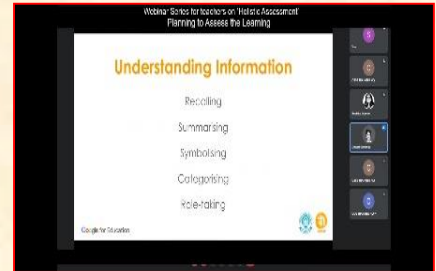 Webinar Series for teachers on 'Holistic Assessment'
Planning to Assess the Learning
Understanding Information
Recalling
Summarising
Symbolising
Categorising
Role-taking
Google for Education